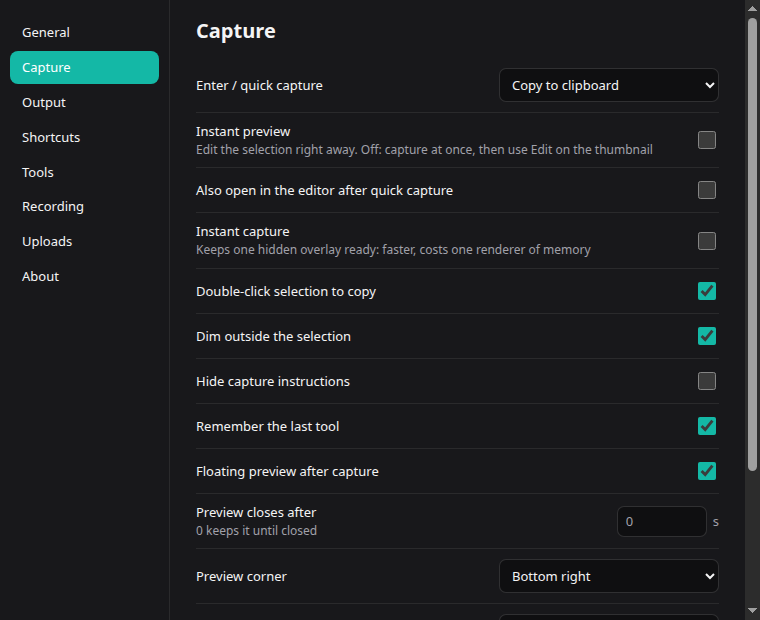 General
Capture
Output
Shortcuts
Tools
Recording
Uploads
About
Capture
Enter / quick capture
Copy to clipboard
Instant preview
Edit the selection right away. Off: capture at once, then use Edit on the thumbnail
Also open in the editor after quick capture
Instant capture
Keeps one hidden overlay ready: faster, costs one renderer of memory
Double-click selection to copy
Dim outside the selection
Hide capture instructions
Remember the last tool
Floating preview after capture
Preview closes after
0 keeps it until closed
0 s
Preview corner
Bottom right